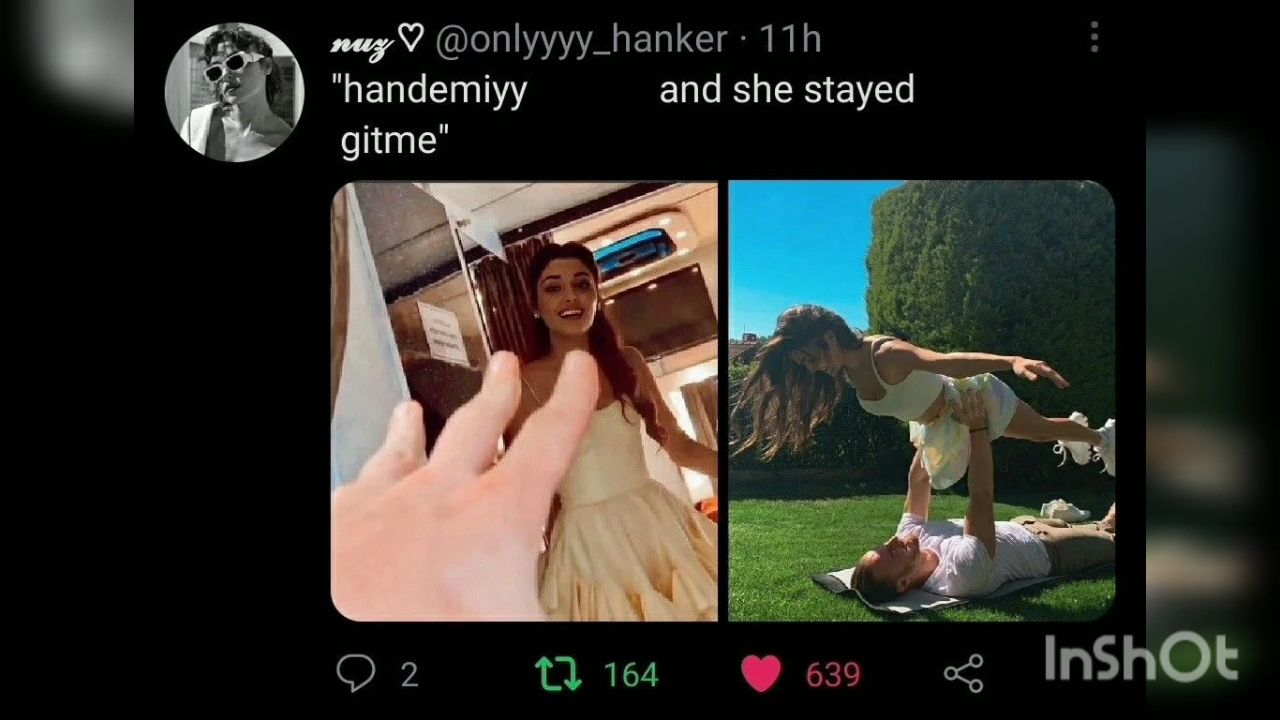 nuz♡ @onlyyyy_hanker · 11h
"handemiyy and she stayed
gitme"
2 164 639
InShOt